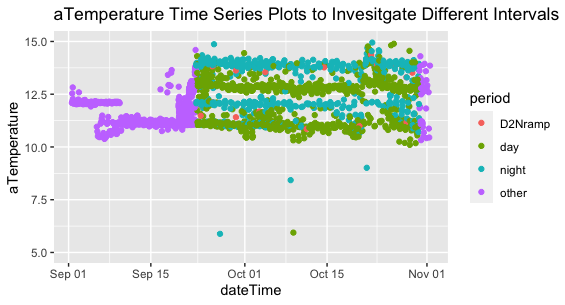 aTemperature Time Series Plots to Invesitgate Different Intervals
15.0
12.5
10.0
7.5
5.0
aTemperature
Sep 01
Sep 15
Oct 01
Oct 15
Nov 01
dateTime
period
D2Nramp
day
night
other